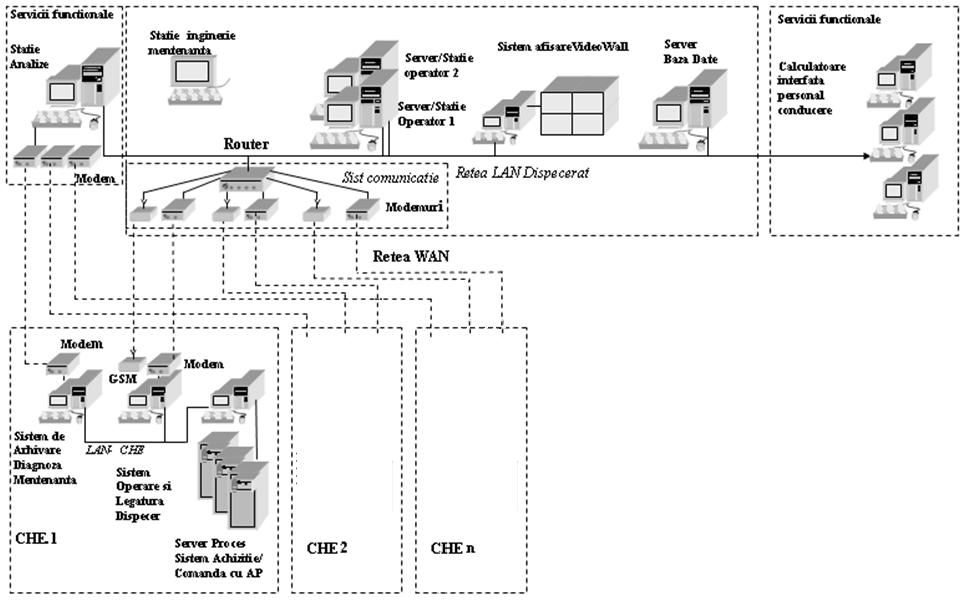 Servicii functionale
Statie
Analize
Modem
Statie inginerie
mentenanta
Server/Statie
operator 2
Server/Statie
Operator 1
Sistem afisareVideoWall
Server
Baza Date
Servicii functionale
Calculatoare
interfata
personal
conducere
Router
Sist comunicatie
Retea LAN Dispecerat
Modemuri
Retea WAN
Modem
GSM
Modem
Sistem de
Arhivare
Diagnoza
Mentenanta
LAN- CHE
Sistem
Operare si
Legatura
Dispecer
CHE.1
Server Proces
Sistem Achizitie/
Comanda cu AP
CHE 2
CHE n